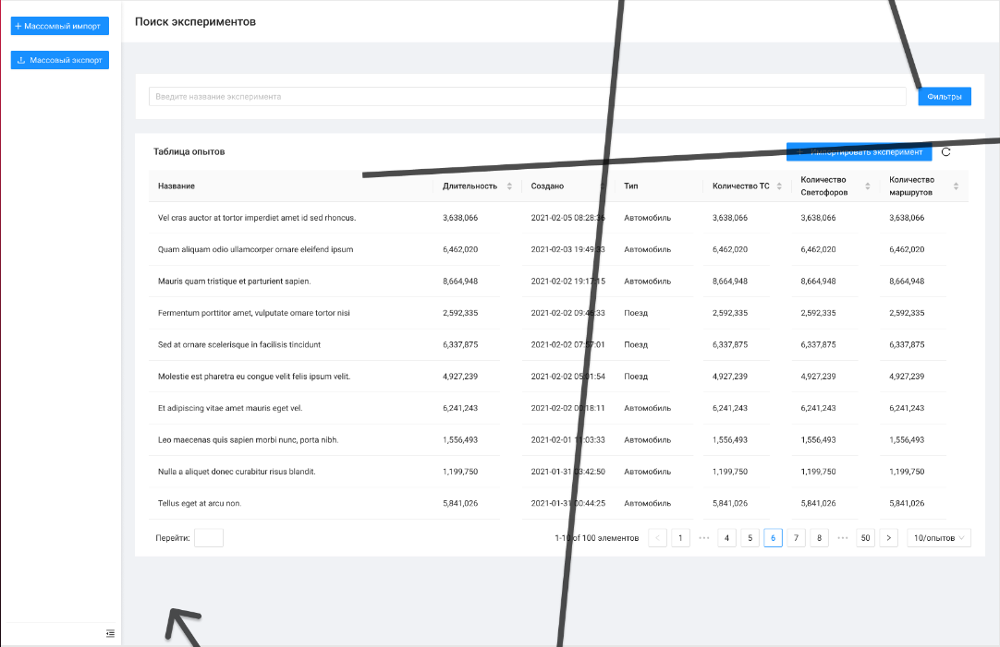 + Массомвый импорт
Массовый экспорт
Поиск экспериментов
Введите название эксперимента
Фильтры
Таблица опытов
Импортировать эксперимент
Название Длительность Создано Тип Количество ТС Количество Светофоров Количество маршрутов
Vel cras auctor at tortor imperdiet amet id sed rhoncus. 3,638,066 2021-02-05 08:28:36 Автомобиль 3,638,066 3,638,066 3,638,066
Quam aliquam odio ullamcorper ornare eleifend ipsum 6,462,020 2021-02-03 19:49:33 Автомобиль 6,462,020 6,462,020 6,462,020
Mauris quam tristique et parturient sapien. 8,664,948 2021-02-02 19:17:15 Автомобиль 8,664,948 8,664,948 8,664,948
Fermentum porttitor amet, vulputate ornare tortor nisi 2,592,335 2021-02-02 09:46:33 Поезд 2,592,335 2,592,335 2,592,335
Sed at ornare scelerisque in facilisis tincidunt 6,337,875 2021-02-02 07:57:01 Поезд 6,337,875 6,337,875 6,337,875
Molestie est pharetra eu congue velit felis ipsum velit. 4,927,239 2021-02-02 05:01:54 Поезд 4,927,239 4,927,239 4,927,239
Et adipiscing vitae amet mauris eget vel. 6,241,243 2021-02-02 00:18:11 Автомобиль 6,241,243 6,241,243 6,241,243
Leo maecenas quis sapien morbi nunc, porta nibh. 1,556,493 2021-02-01 11:03:33 Автомобиль 1,556,493 1,556,493 1,556,493
Nulla a aliquet donec curabitur risus blandit. 1,199,750 2021-01-31 03:42:50 Автомобиль 1,199,750 1,199,750 1,199,750
Tellus eget at arcu non. 5,841,026 2021-01-31 00:44:25 Автомобиль 5,841,026 5,841,026 5,841,026
Перейти: 1-10 of 100 элементов < 1 ••• 4 5 6 7 8 ••• 50 > 10/опытов